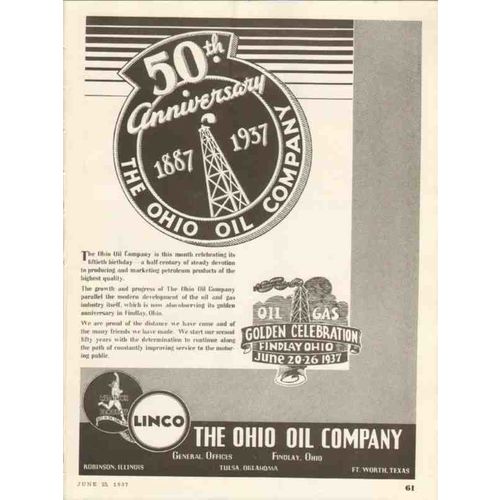 50th
Anniversary
1887 1937
THE OHIO OIL COMPANY
The Ohio Oil Company is this month celebrating its
fiftieth birthday — a half century of steady devotion
to producing and marketing petroleum products of the
highest quality.
The growth and progress of The Ohio Oil Company
parallel the modern development of the oil and gas
industry itself, which is now also observing its golden
anniversary in Findlay, Ohio.
We are proud of the distance we have come and of
the many friends we have made. We start our second
fifty years with the determination to continue along
the path of constantly improving service to the motor-
ing public.
OIL GAS
GOLDEN CELEBRATION
FINDLAY OHIO
June 20-26 1937
LINCO
THE OHIO OIL COMPANY
GENERAL OFFICES FINDLAY, OHIO
ROBINSON, ILLINOIS TULSA, OKLAHOMA FT. WORTH, TEXAS
JUNE 25, 1937 61